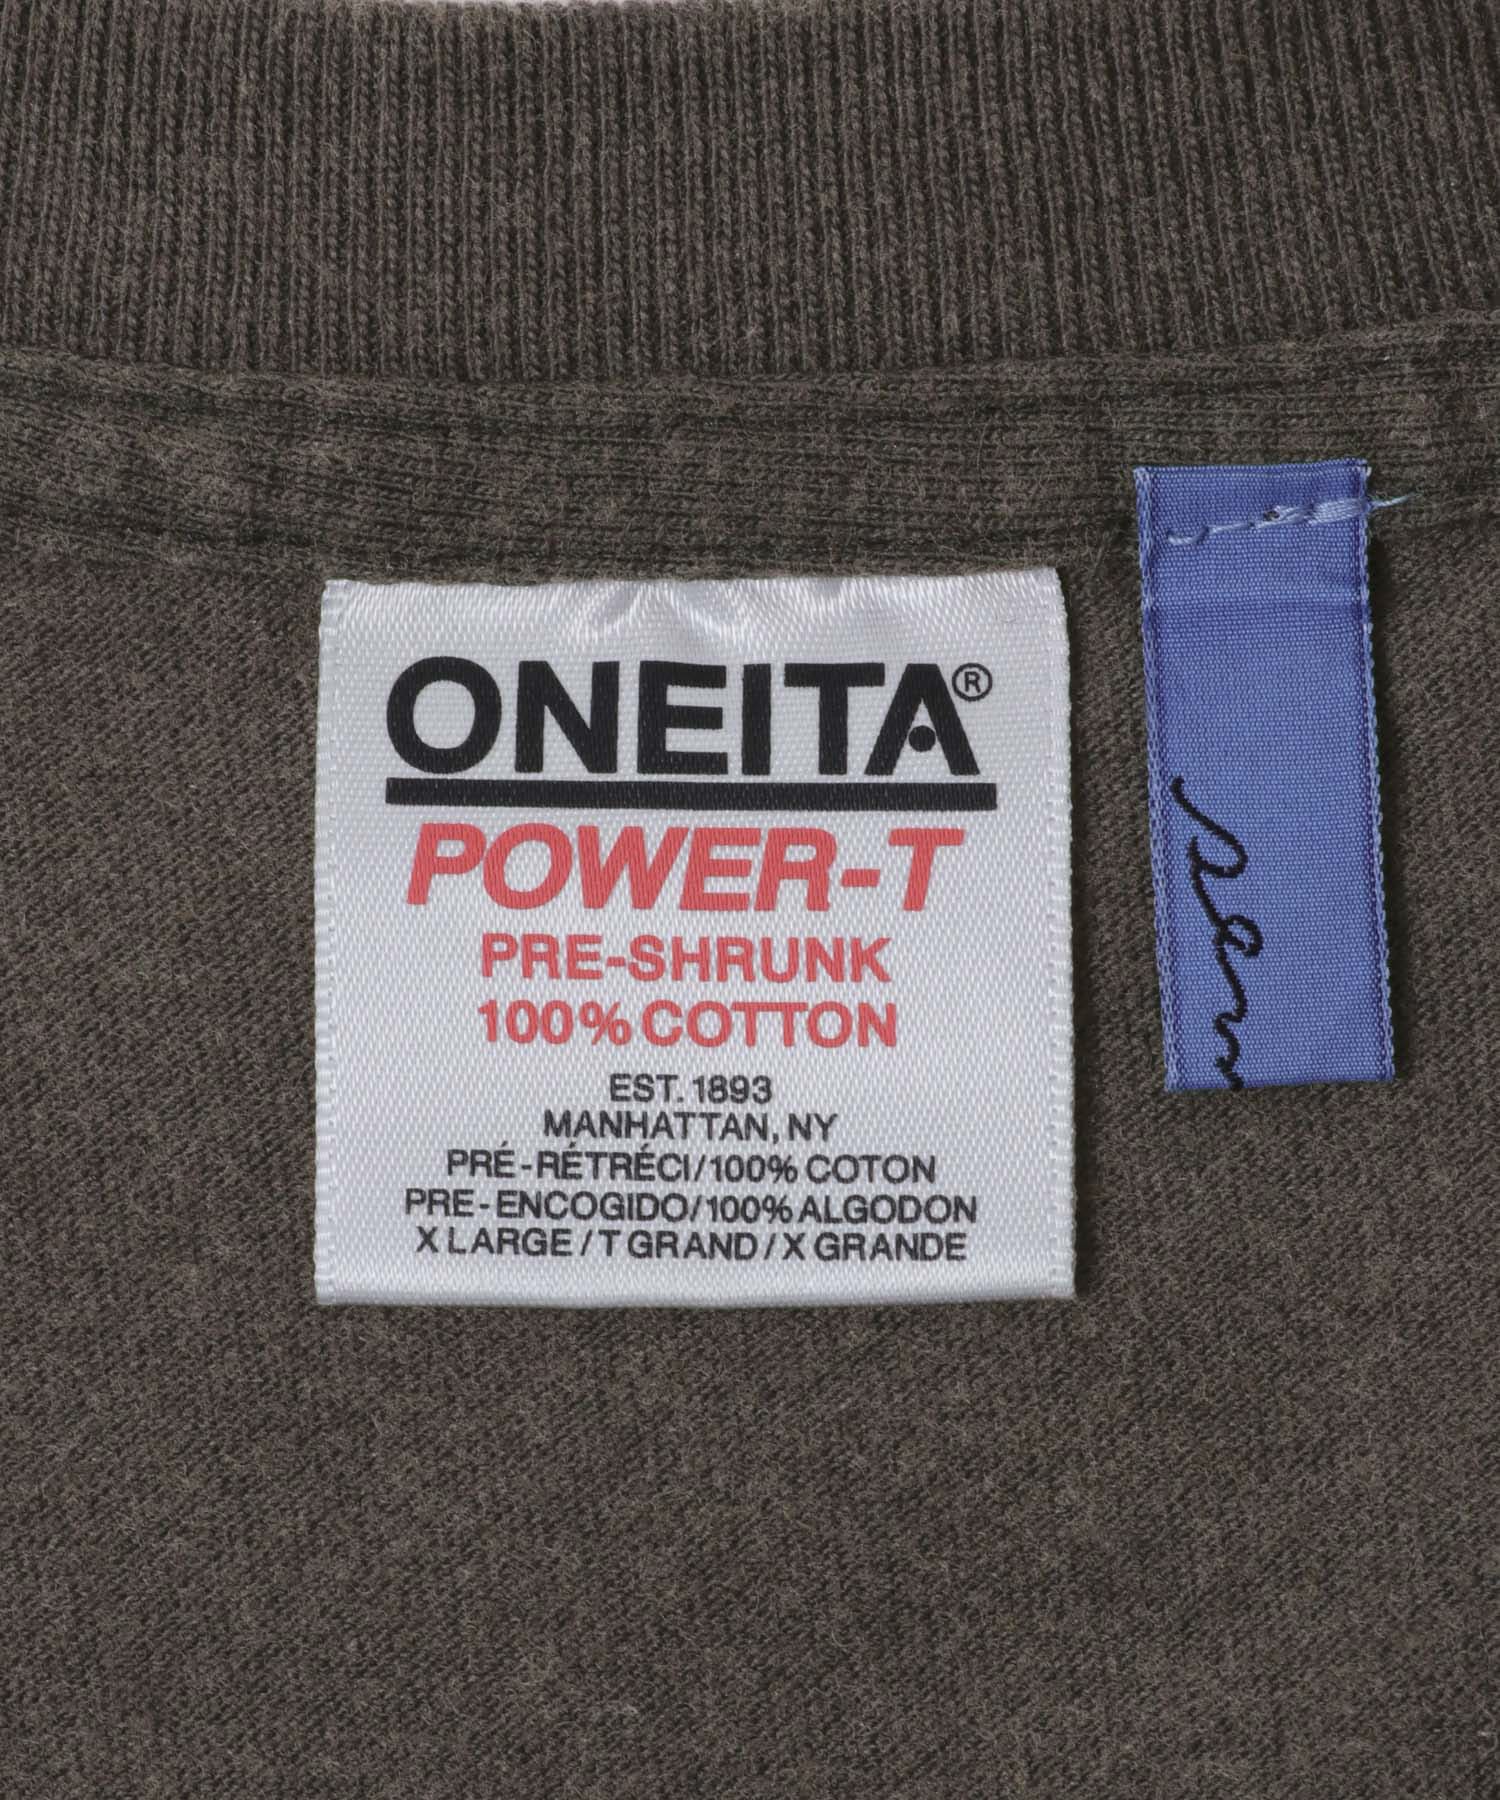 ONEITA®
POWER-T
PRE-SHRUNK
100% COTTON
EST. 1893
MANHATTAN, NY
PRÉ-RÉTRÉCI/100% COTON
PRE-ENCOGIDO/100% ALGODON
X LARGE / T GRAND / X GRANDE